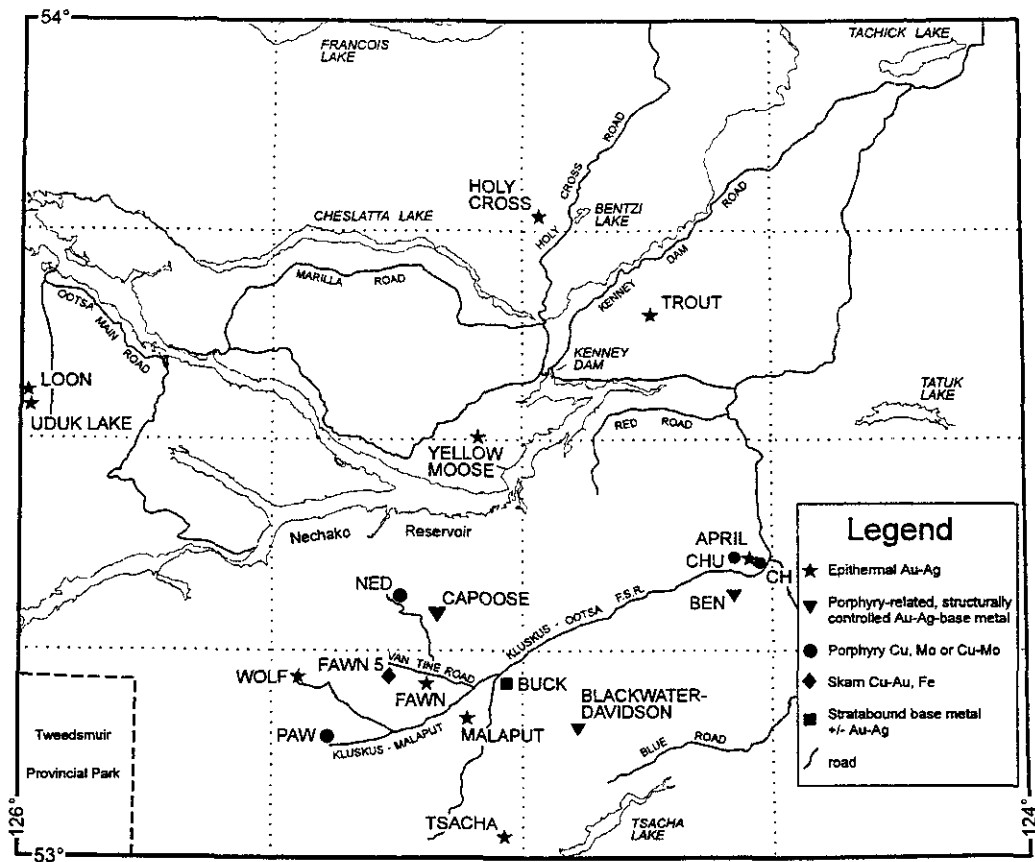 54°
FRANCOIS
LAKE
TACHICK LAKE
HOLY CROSS ROAD
HOLY
CROSS
BENTZI
LAKE
CHESLATTA LAKE
KENNEY DAM ROAD
MARILLA ROAD
TROUT
OOTSA MAIN ROAD
KENNEY
DAM
LOON
UDUK LAKE
TATUK
LAKE
RED ROAD
YELLOW
MOOSE
Nechako Reservoir
APRIL
CHU
CH
BEN
NED
CAPOOSE
KLUSKUS - OOTSA F.S.R.
WOLF
FAWN 5
VAN TINE ROAD
FAWN
BUCK
BLACKWATER-
DAVIDSON
PAW
KLUSKUS - MALAPUT
MALAPUT
BLUE ROAD
TSACHA
TSACHA
LAKE
Tweedsmuir
Provincial Park
126°
53°
124°
Legend
Epithermal Au-Ag
Porphyry-related, structurally
controlled Au-Ag-base metal
Porphyry Cu, Mo or Cu-Mo
Skarn Cu-Au, Fe
Stratabound base metal
+/- Au-Ag
road